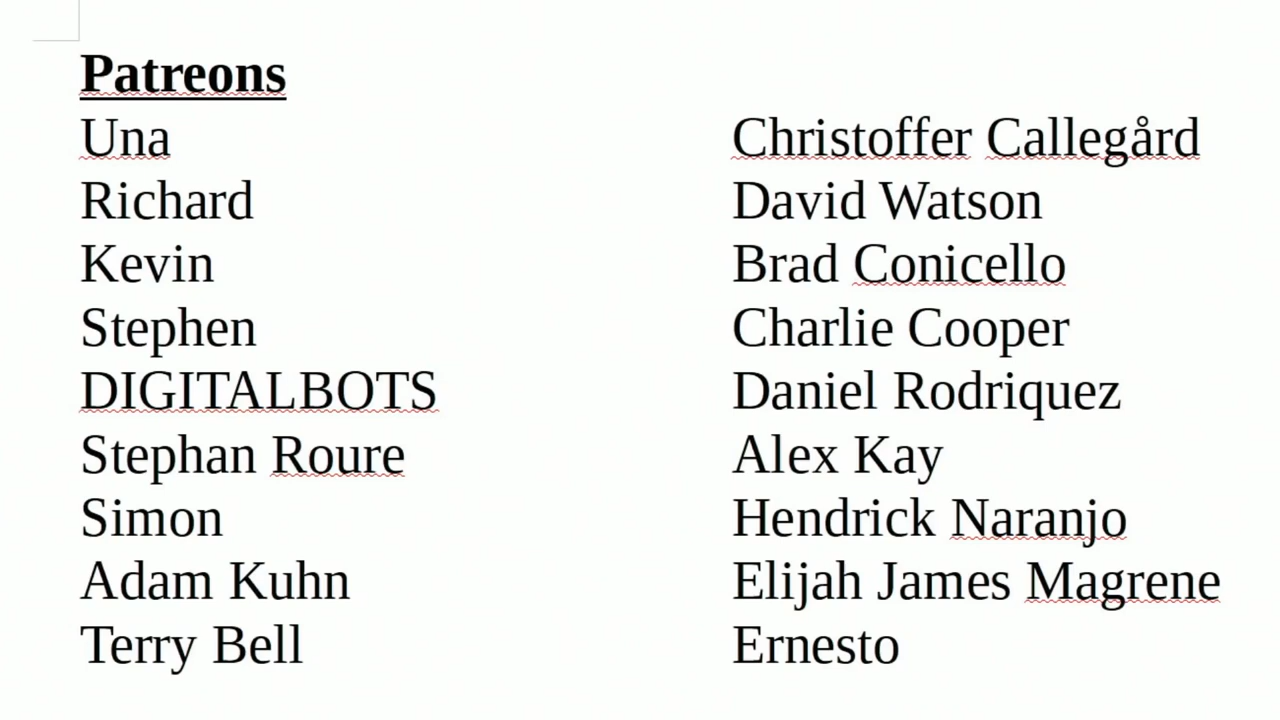 Patreons
Una
Richard
Kevin
Stephen
DIGITALBOTS
Stephan Roure
Simon
Adam Kuhn
Terry Bell
Christoffer Callegård
David Watson
Brad Conicello
Charlie Cooper
Daniel Rodriquez
Alex Kay
Hendrick Naranjo
Elijah James Magrene
Ernesto